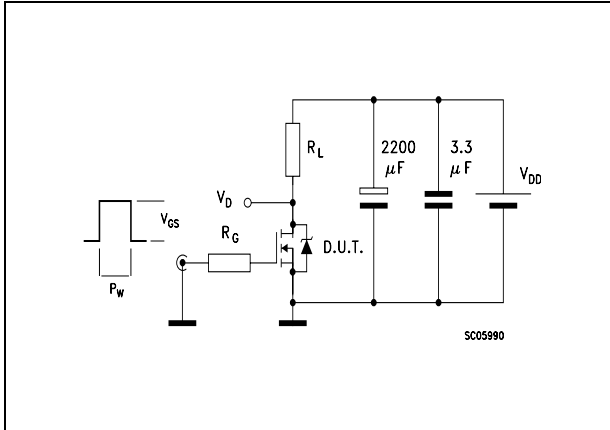 R_L
2200 μF
3.3 μF
V_DD
V_D
V_GS
R_G
D.U.T.
P_W
SC05990